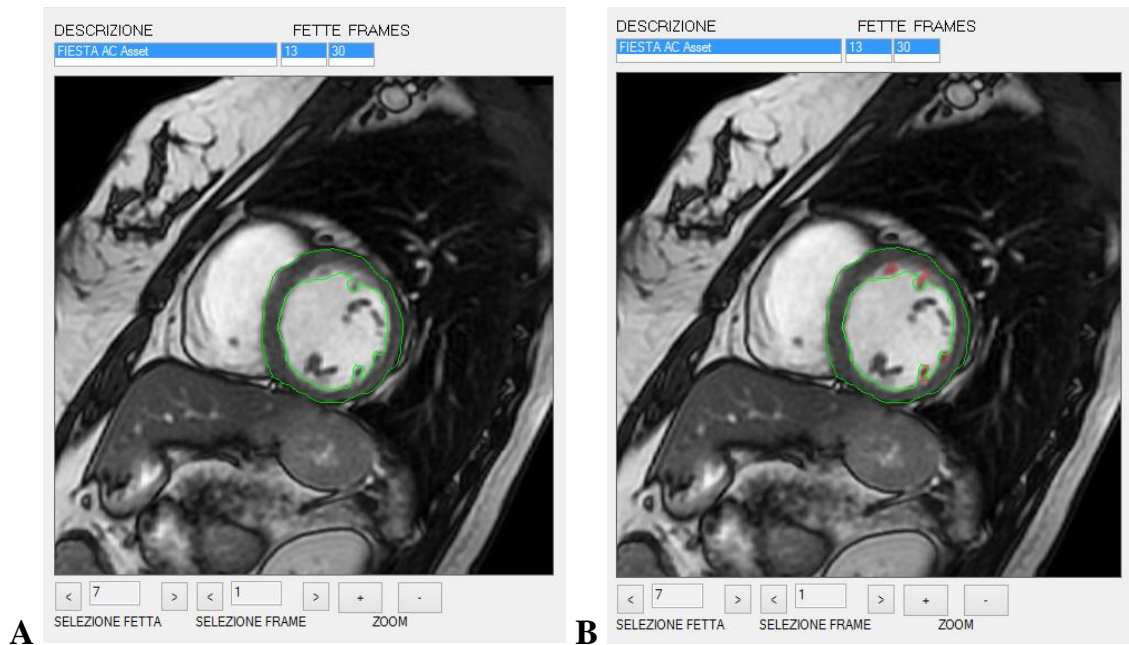 DESCRIZIONE FETTE FRAMES
FIESTA AC Asset 13 30
< 7 > < 1 > + -
SELEZIONE FETTA SELEZIONE FRAME ZOOM
A
DESCRIZIONE FETTE FRAMES
FIESTA AC Asset 13 30
< 7 > < 1 > + -
SELEZIONE FETTA SELEZIONE FRAME ZOOM
B